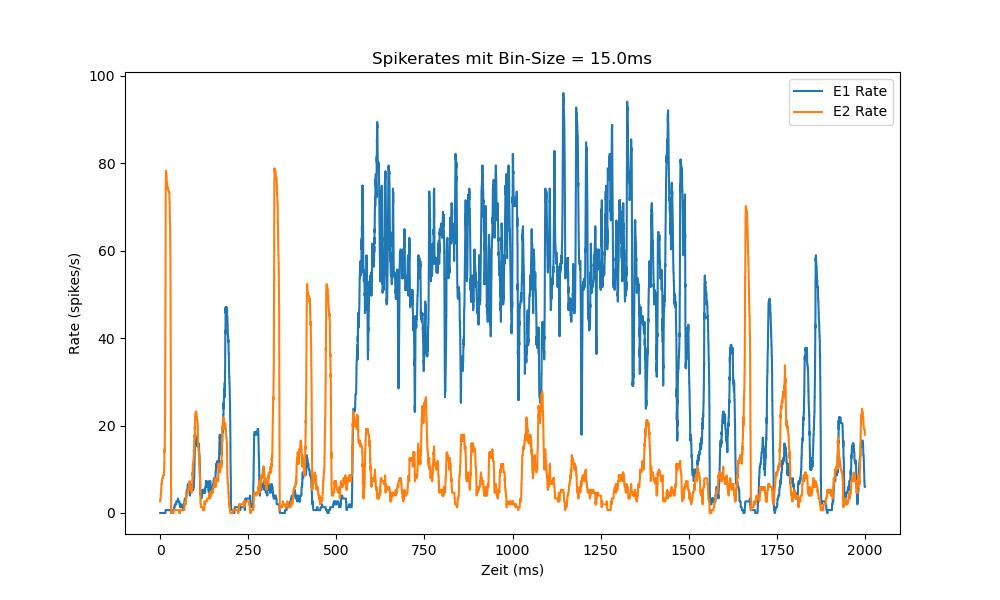 Spikerates mit Bin-Size = 15.0ms
E1 Rate
E2 Rate
100
80
60
40
20
0
Rate (spikes/s)
0 250 500 750 1000 1250 1500 1750 2000
Zeit (ms)